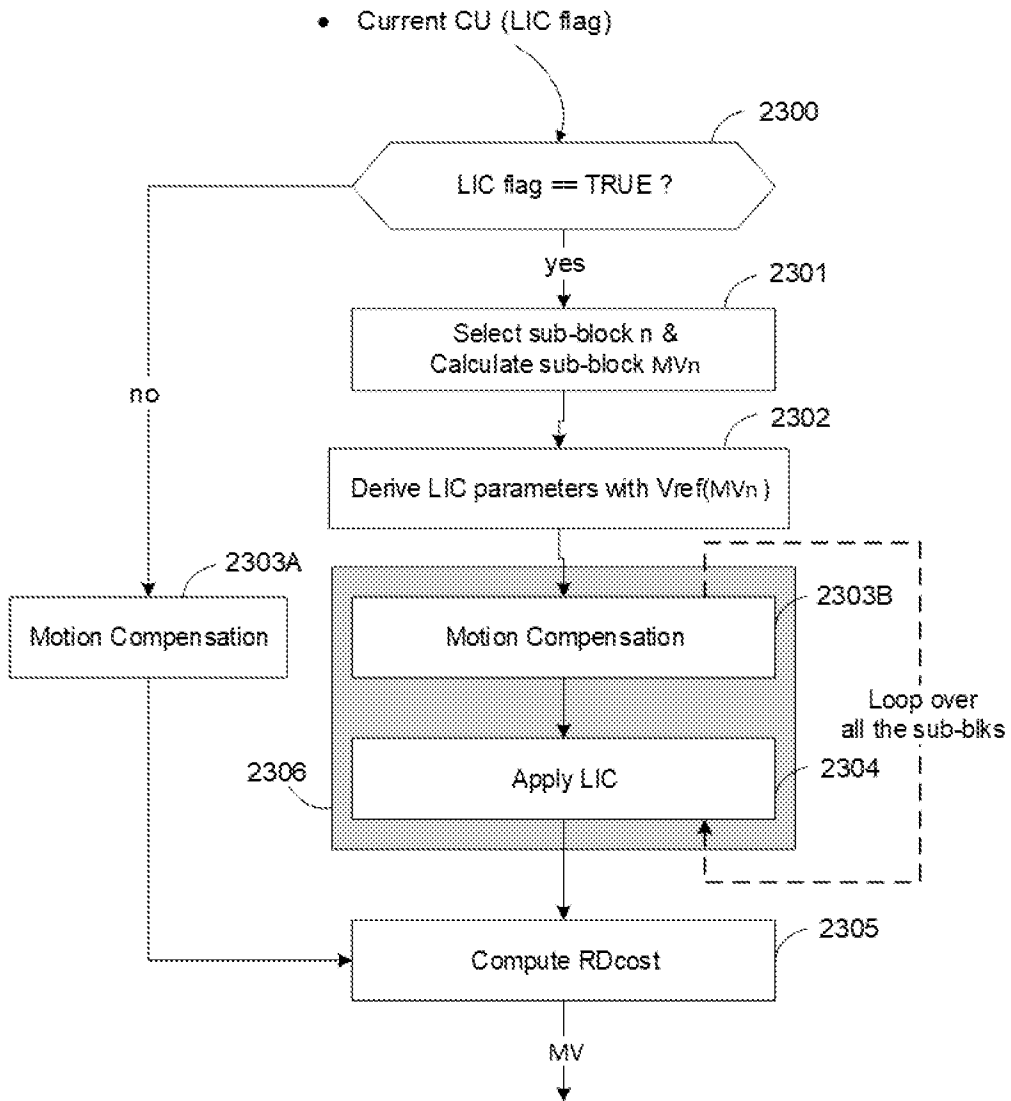 • Current CU (LIC flag)
2300
LIC flag == TRUE ?
yes
2301
Select sub-block n &
Calculate sub-block MVn
no
2302
Derive LIC parameters with Vref(MVn )
2303A
Motion Compensation
2303B
Motion Compensation
Loop over
all the sub-blks
2306
2304
Apply LIC
2305
Compute RDcost
MV